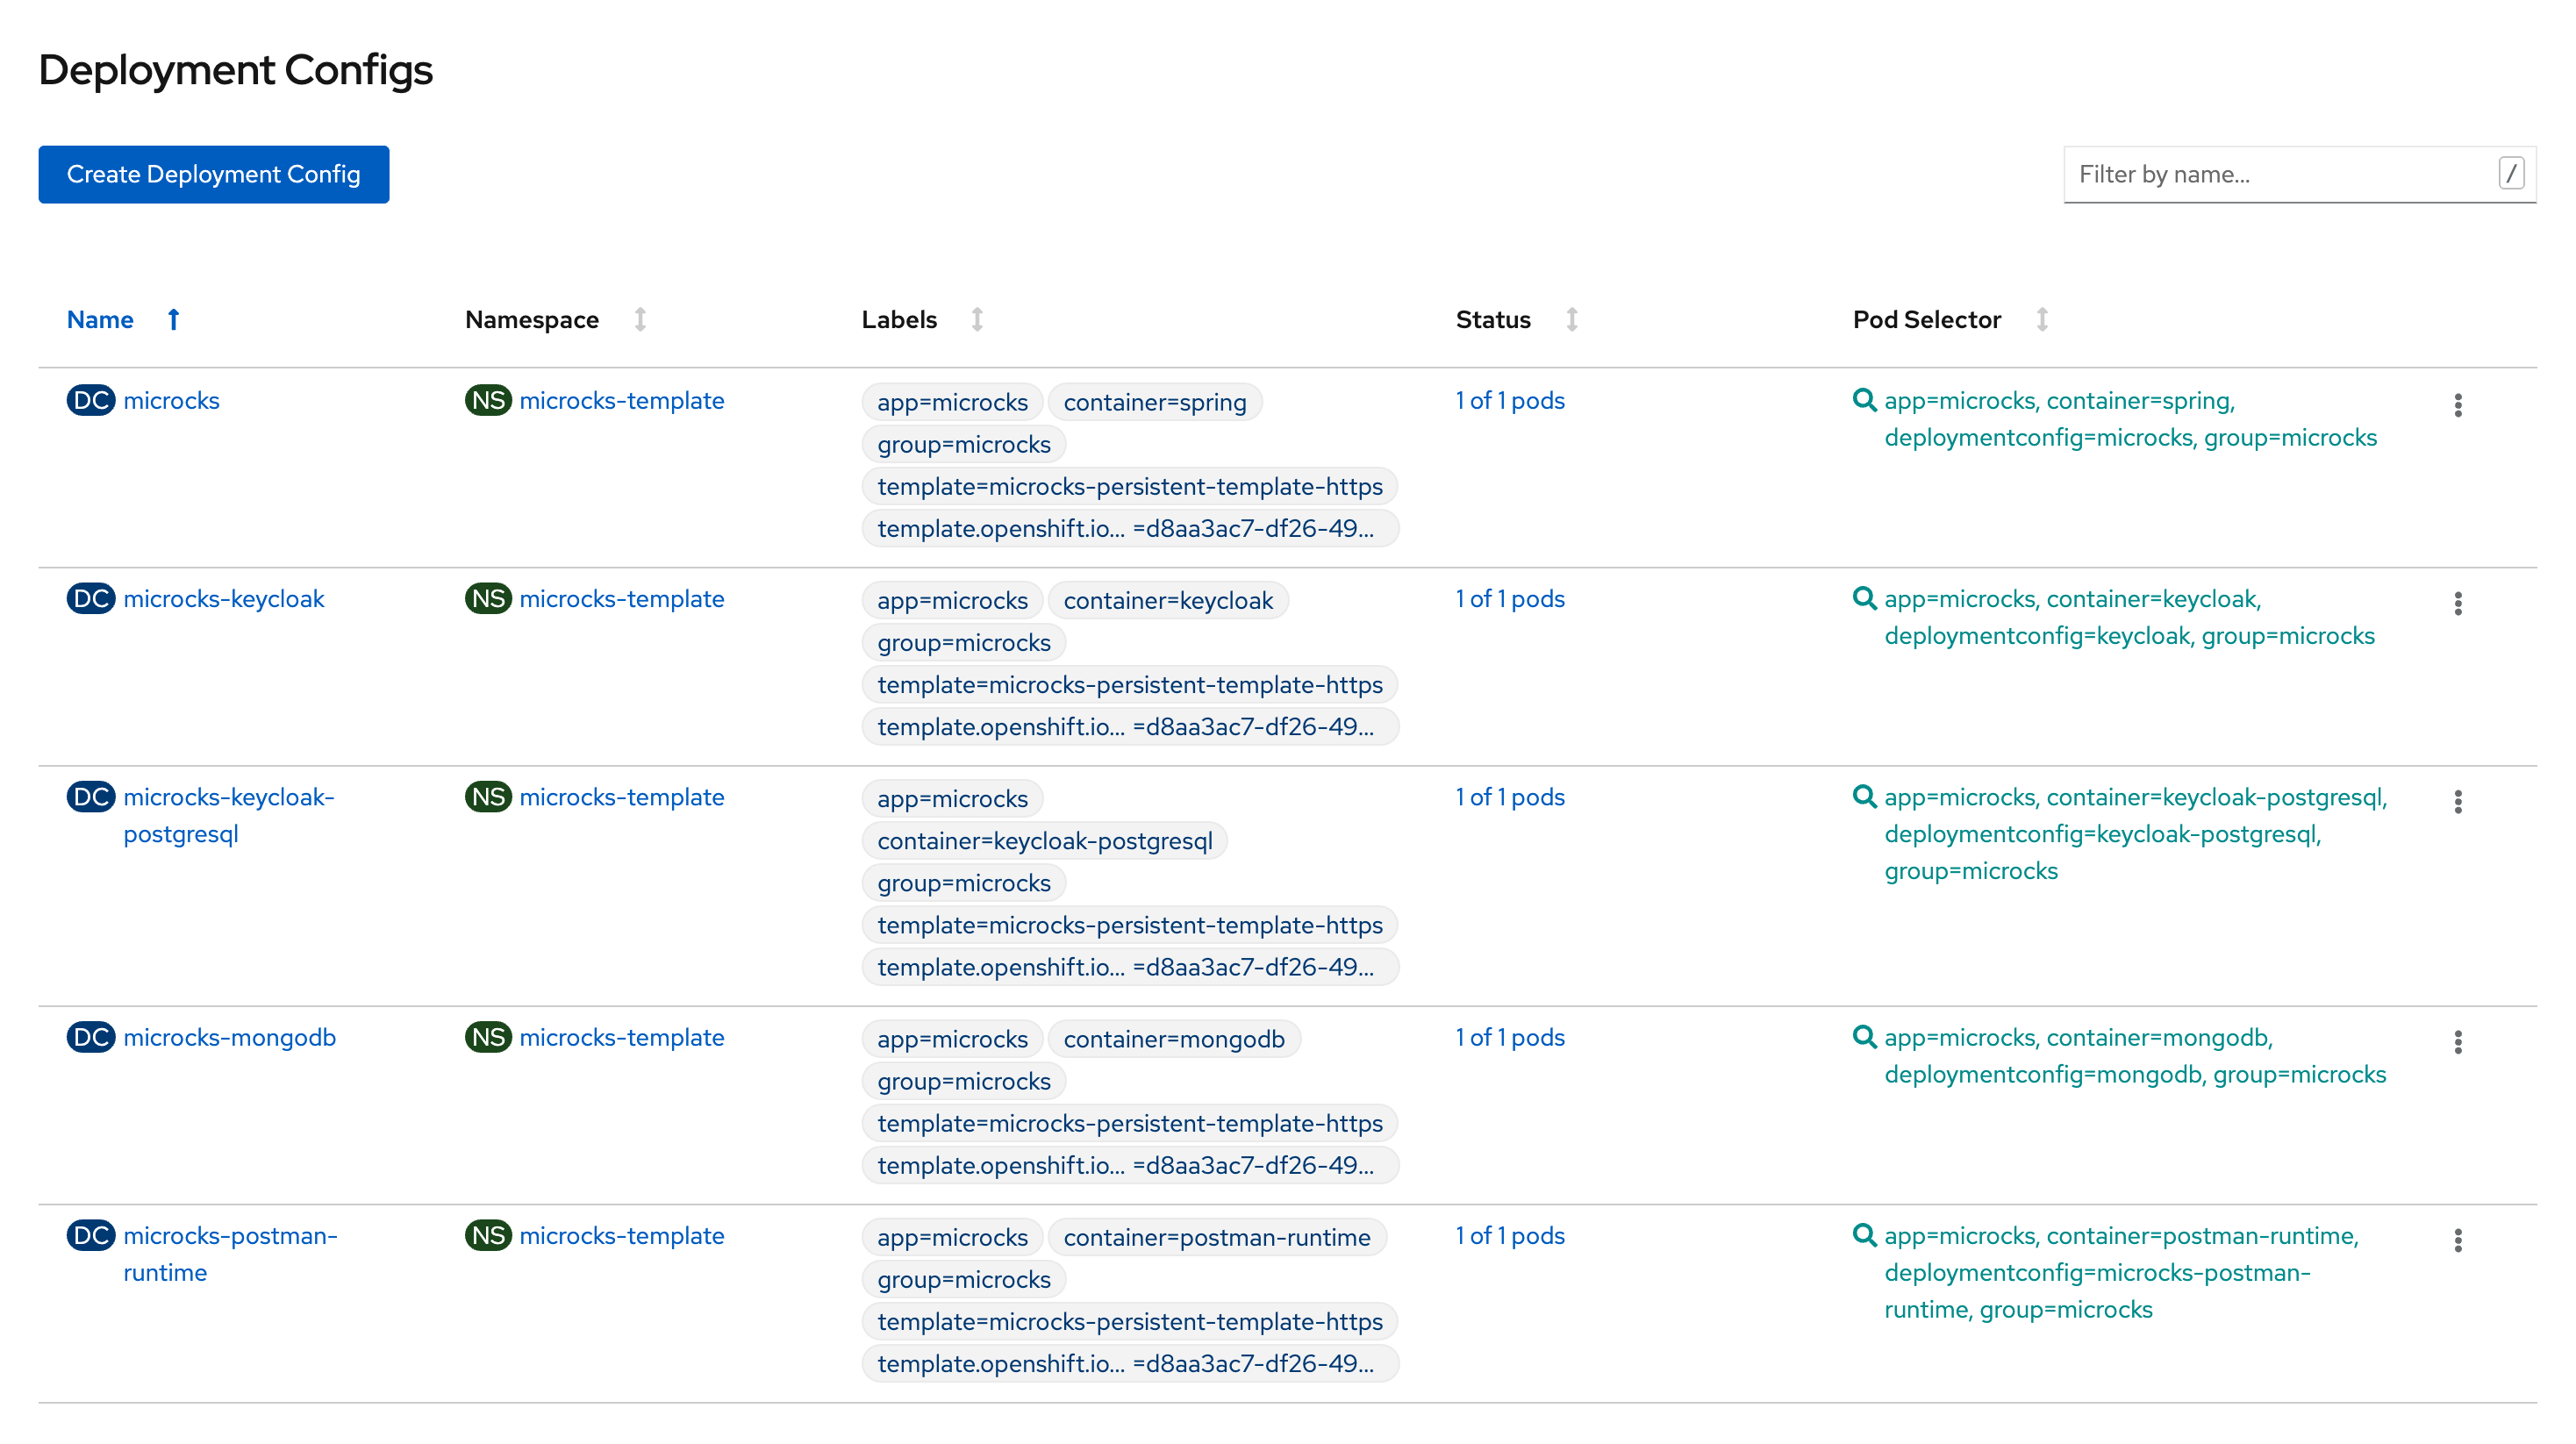 Deployment Configs
Create Deployment Config
Filter by name...
/
Name
Namespace
Labels
Status
Pod Selector
DC microcks
NS microcks-template
app=microcks container=spring
group=microcks
template=microcks-persistent-template-https
template.openshift.io... =d8aa3ac7-df26-49...
1 of 1 pods
app=microcks, container=spring,
deploymentconfig=microcks, group=microcks
DC microcks-keycloak
NS microcks-template
app=microcks container=keycloak
group=microcks
template=microcks-persistent-template-https
template.openshift.io... =d8aa3ac7-df26-49...
1 of 1 pods
app=microcks, container=keycloak,
deploymentconfig=keycloak, group=microcks
DC microcks-keycloak-
postgresql
NS microcks-template
app=microcks
container=keycloak-postgresql
group=microcks
template=microcks-persistent-template-https
template.openshift.io... =d8aa3ac7-df26-49...
1 of 1 pods
app=microcks, container=keycloak-postgresql,
deploymentconfig=keycloak-postgresql,
group=microcks
DC microcks-mongodb
NS microcks-template
app=microcks container=mongodb
group=microcks
template=microcks-persistent-template-https
template.openshift.io... =d8aa3ac7-df26-49...
1 of 1 pods
app=microcks, container=mongodb,
deploymentconfig=mongodb, group=microcks
DC microcks-postman-
runtime
NS microcks-template
app=microcks container=postman-runtime
group=microcks
template=microcks-persistent-template-https
template.openshift.io... =d8aa3ac7-df26-49...
1 of 1 pods
app=microcks, container=postman-runtime,
deploymentconfig=microcks-postman-
runtime, group=microcks